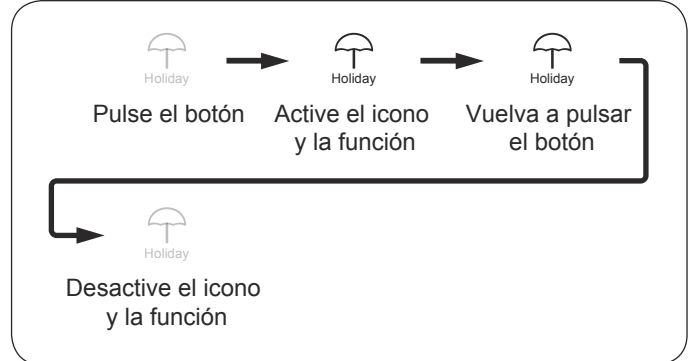 Holiday
Holiday
Holiday
Pulse el botón
Active el icono
y la función
Vuelva a pulsar
el botón
Holiday
Desactive el icono
y la función